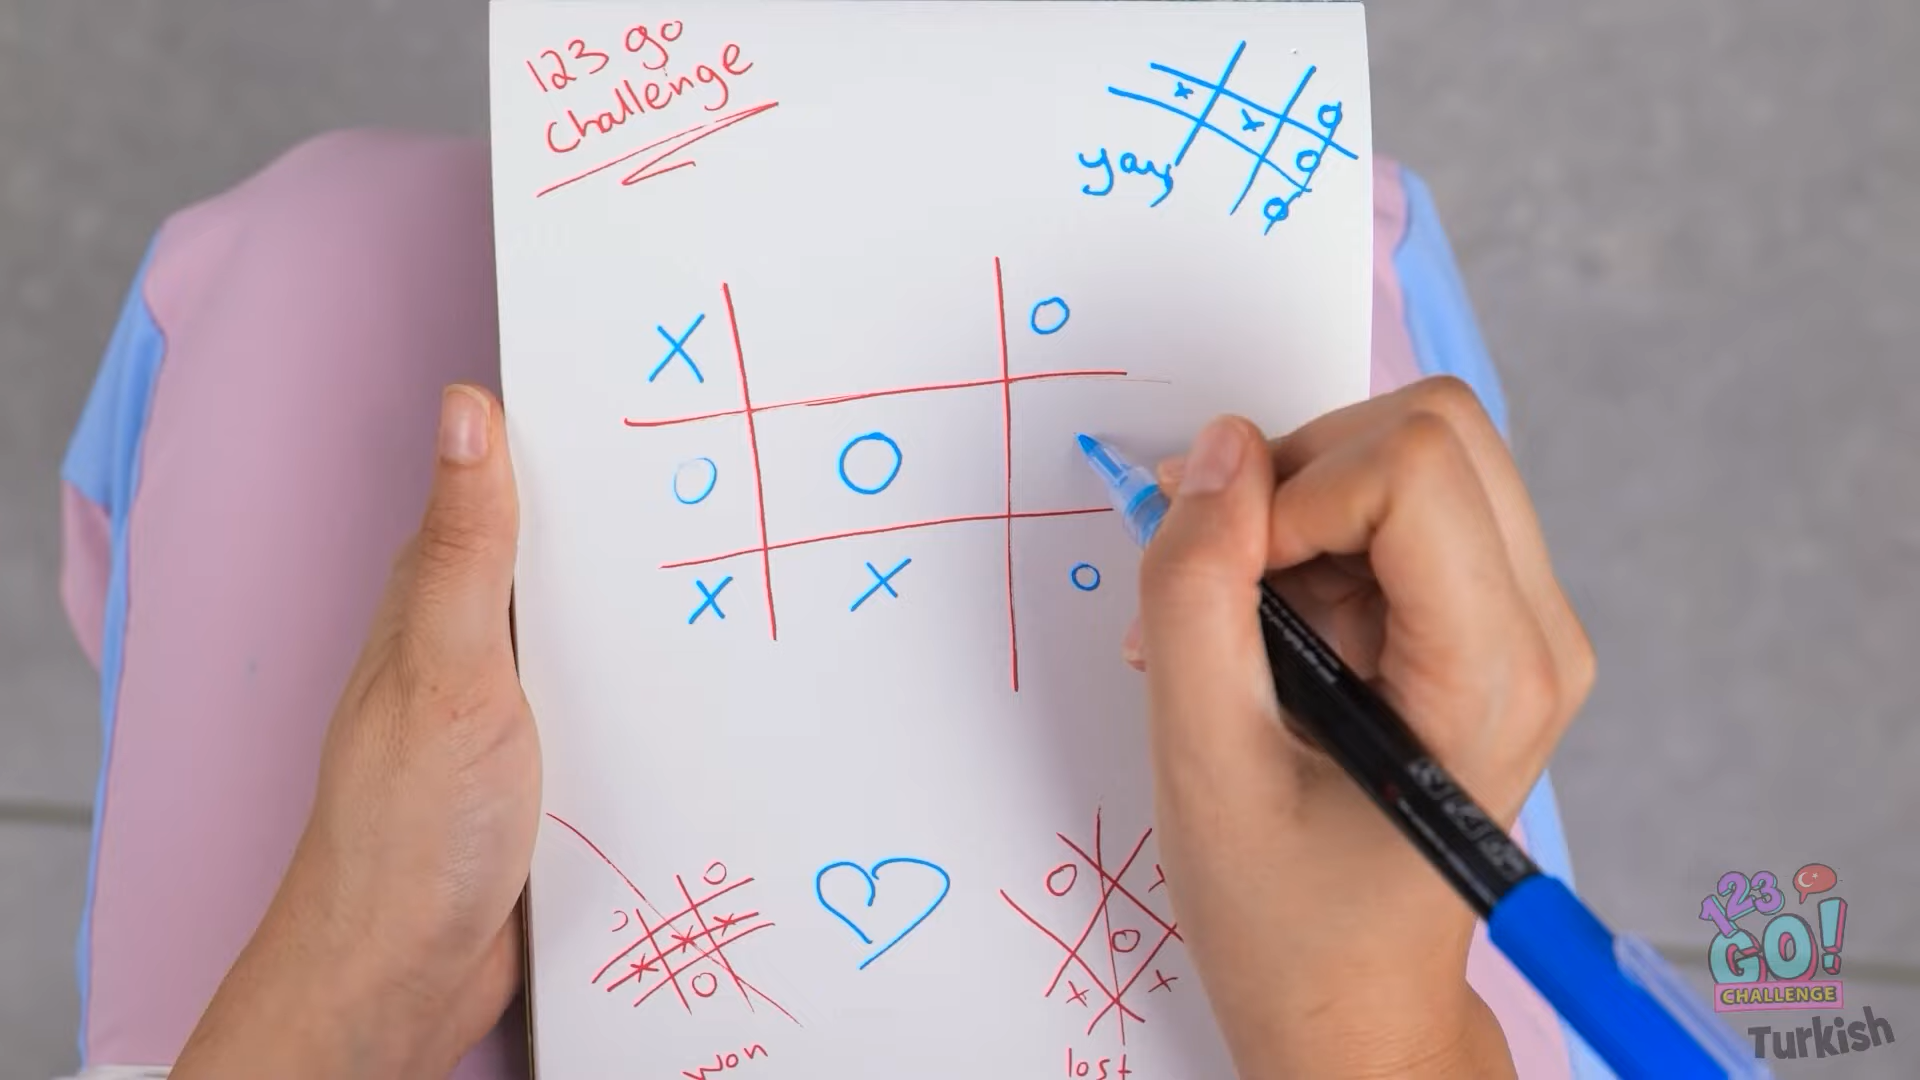 123 go
challenge
yay
X O
O O
X X O
won
lost
123
GO!
CHALLENGE
Turkish